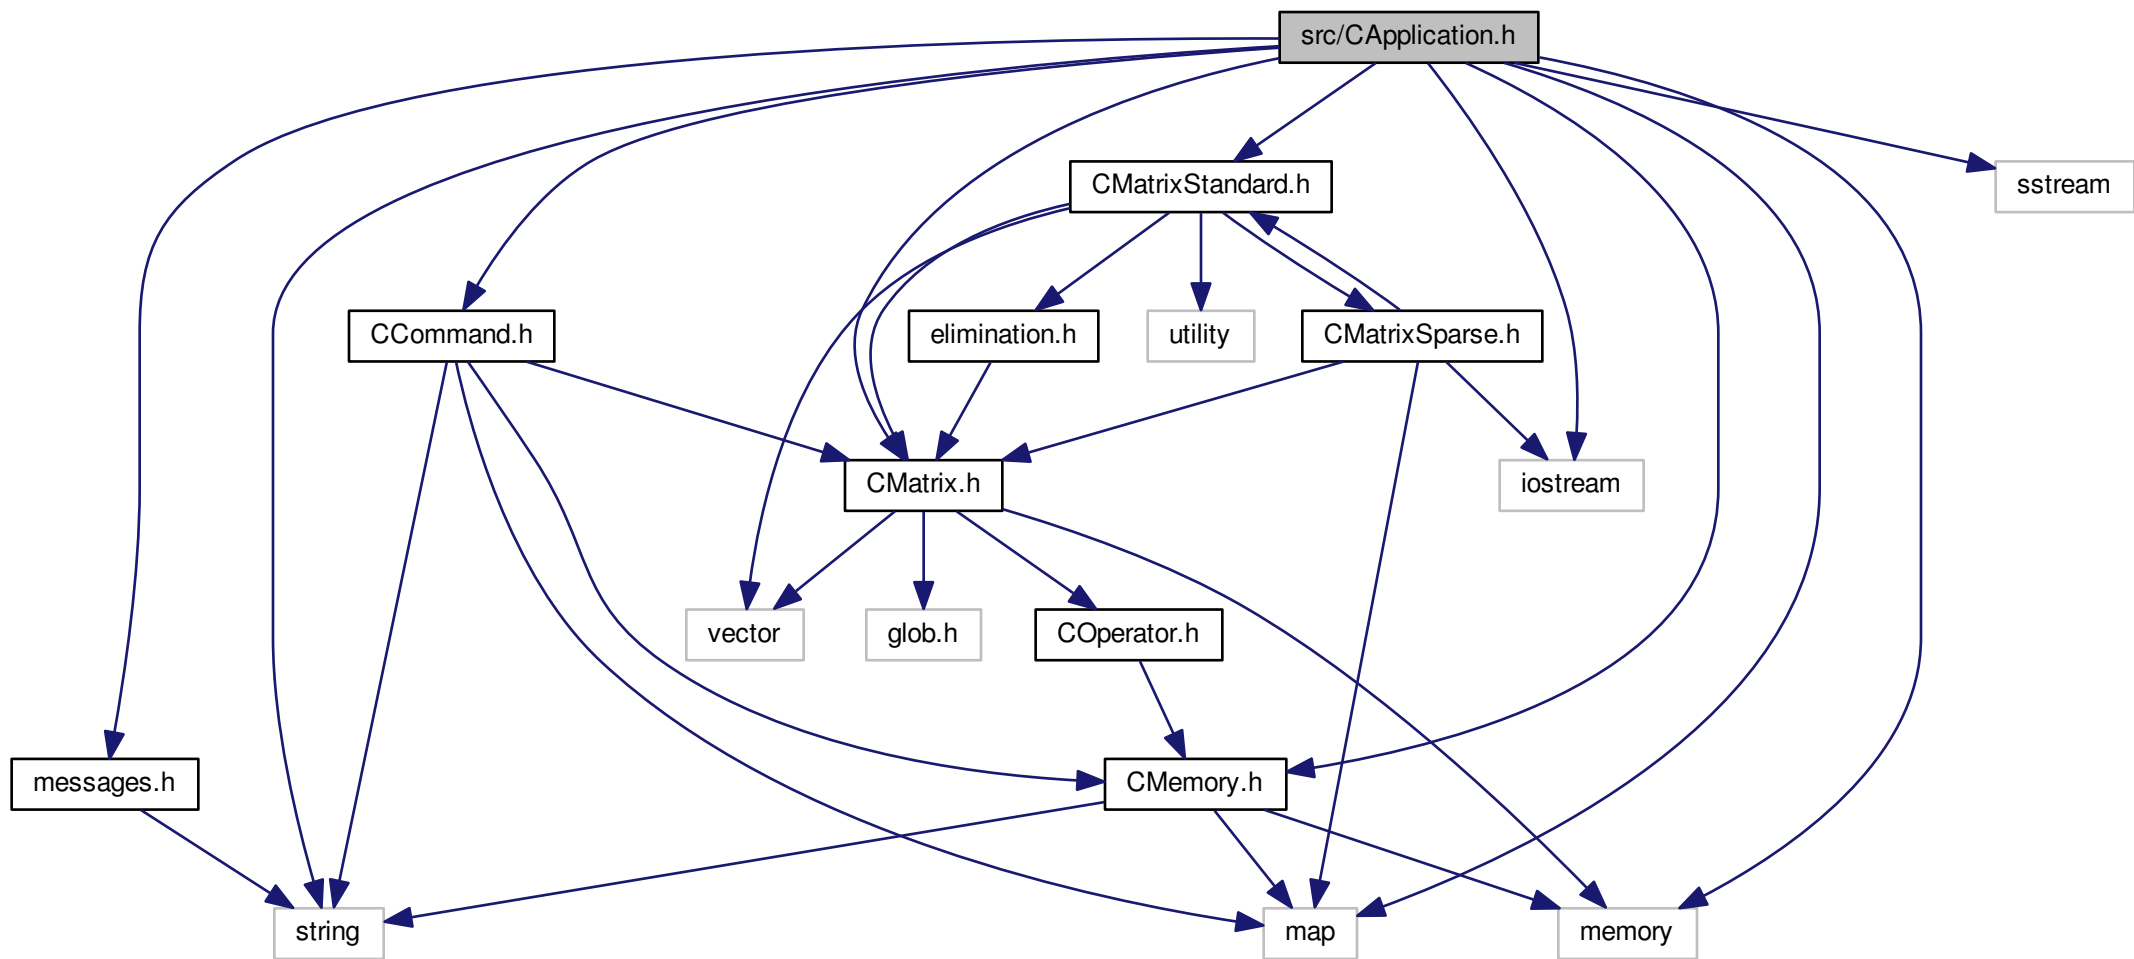 src/CApplication.h
CMatrixStandard.h
sstream
CCommand.h
elimination.h
utility
CMatrixSparse.h
CMatrix.h
iostream
vector
glob.h
COperator.h
messages.h
CMemory.h
string
map
memory